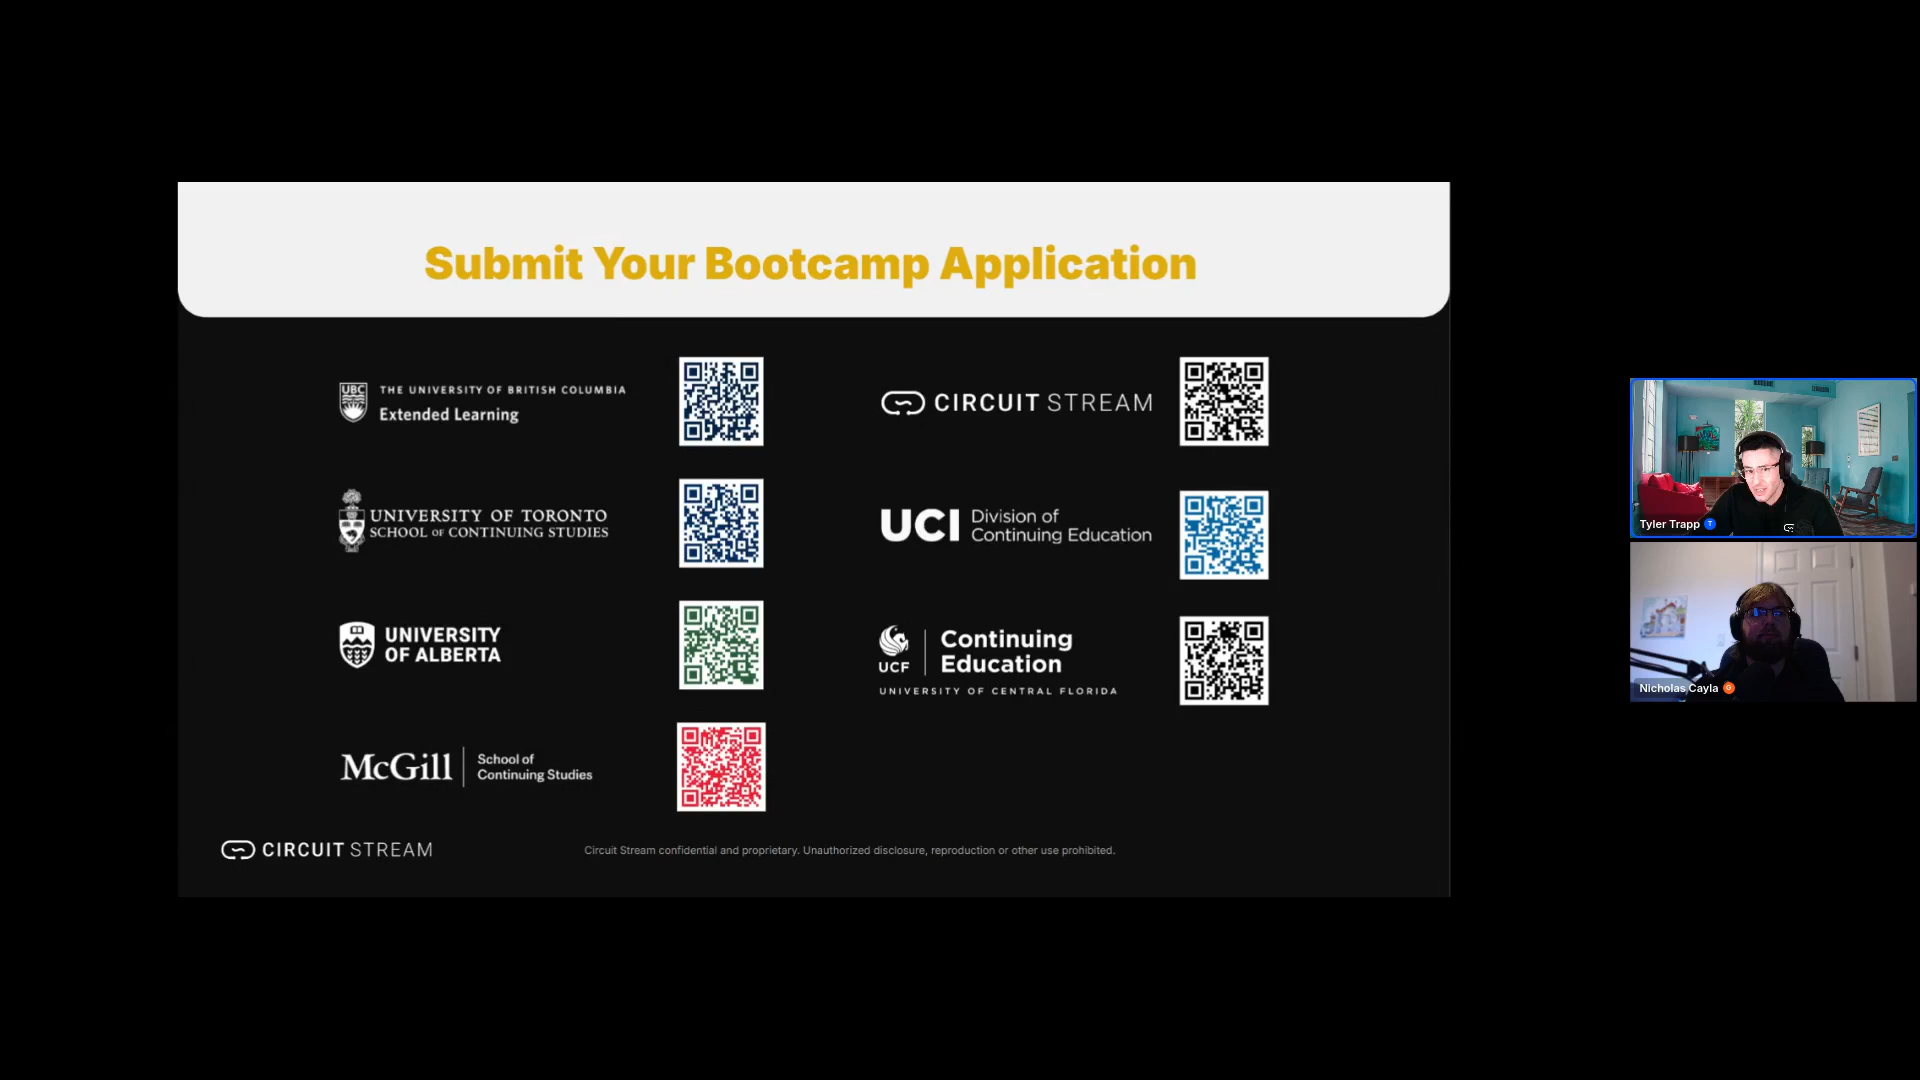 Submit Your Bootcamp Application
UBC
THE UNIVERSITY OF BRITISH COLUMBIA
Extended Learning
UNIVERSITY OF TORONTO
SCHOOL OF CONTINUING STUDIES
UNIVERSITY
OF ALBERTA
McGill
School of
Continuing Studies
CIRCUIT STREAM
UCI
Division of
Continuing Education
UCF
Continuing
Education
UNIVERSITY OF CENTRAL FLORIDA
CIRCUIT STREAM
Circuit Stream confidential and proprietary. Unauthorized disclosure, reproduction or other use prohibited.
Tyler Trapp T
Nicholas Cayla